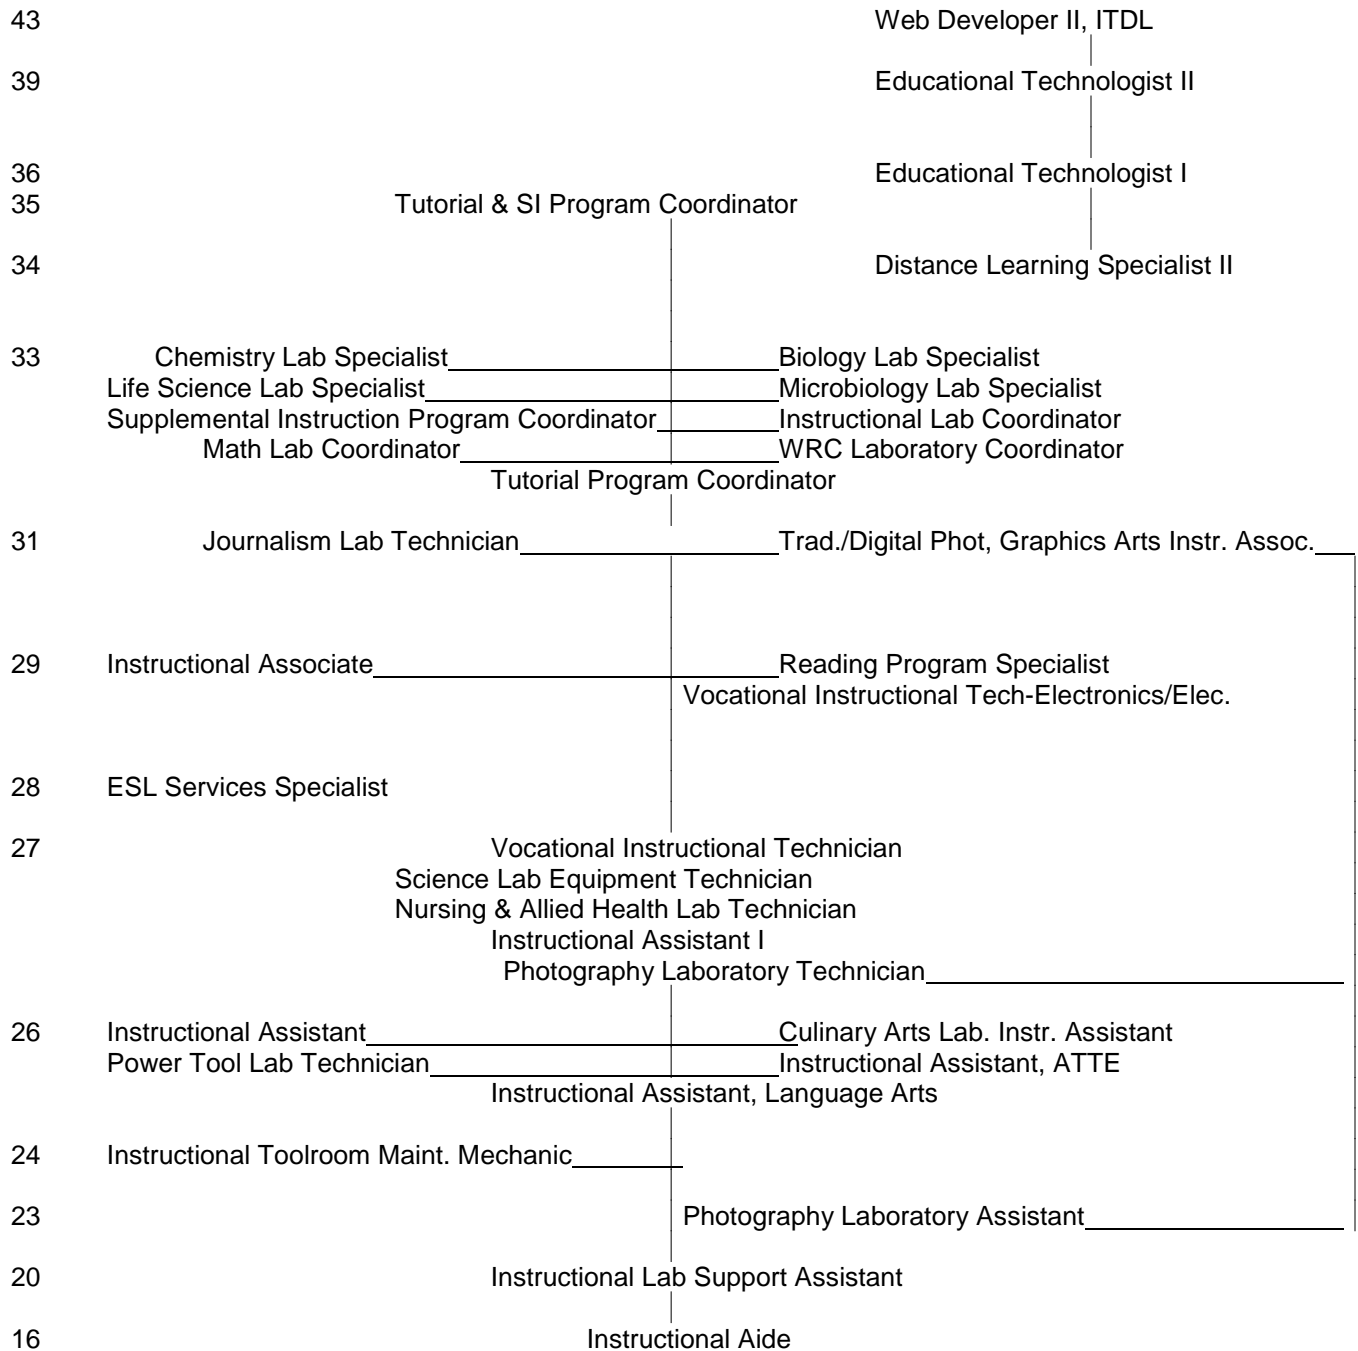 43 Web Developer II, ITDL
39 Educational Technologist II
36 Educational Technologist I
35 Tutorial & SI Program Coordinator
34 Distance Learning Specialist II
33 Chemistry Lab Specialist Biology Lab Specialist
Life Science Lab Specialist Microbiology Lab Specialist
Supplemental Instruction Program Coordinator Instructional Lab Coordinator
Math Lab Coordinator WRC Laboratory Coordinator
Tutorial Program Coordinator
31 Journalism Lab Technician Trad./Digital Phot, Graphics Arts Instr. Assoc.
29 Instructional Associate Reading Program Specialist
Vocational Instructional Tech-Electronics/Elec.
28 ESL Services Specialist
27 Vocational Instructional Technician
Science Lab Equipment Technician
Nursing & Allied Health Lab Technician
Instructional Assistant I
Photography Laboratory Technician
26 Instructional Assistant Culinary Arts Lab. Instr. Assistant
Power Tool Lab Technician Instructional Assistant, ATTE
Instructional Assistant, Language Arts
24 Instructional Toolroom Maint. Mechanic
23 Photography Laboratory Assistant
20 Instructional Lab Support Assistant
16 Instructional Aide